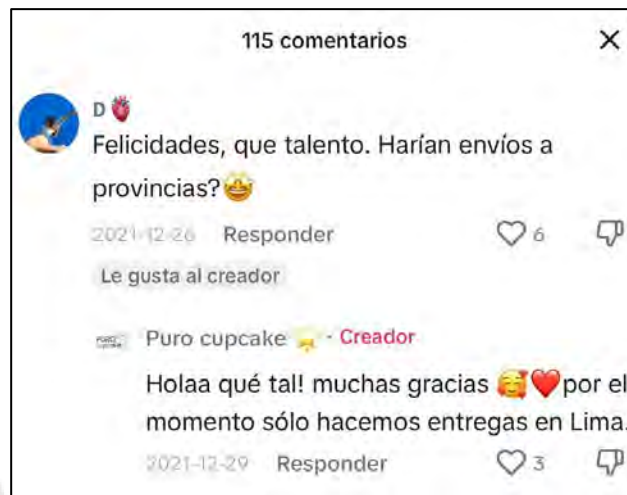 115 comentarios
D
Felicidades, que talento. Harían envíos a
provincias?
2021-12-26 Responder 6
Le gusta al creador
Puro cupcake · Creador
Holaa qué tal! muchas gracias por el
momento sólo hacemos entregas en Lima.
2021-12-29 Responder 3